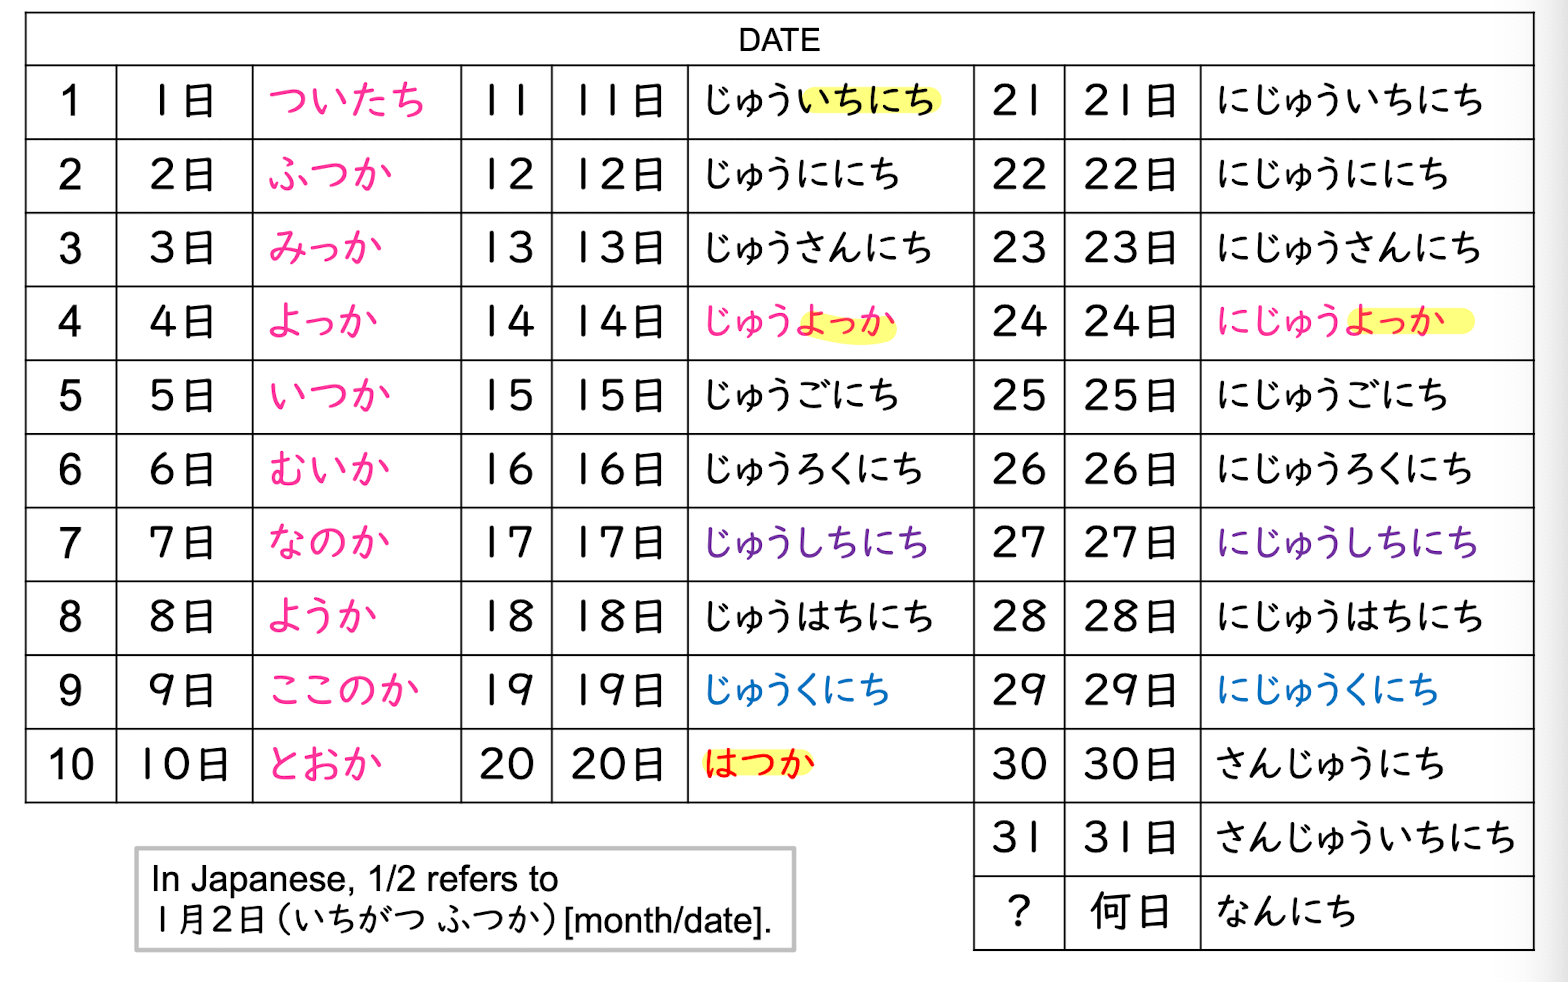 DATE
1 1日 ついたち 11 11日 じゅういちにち 21 21日 にじゅういちにち
2 2日 ふつか 12 12日 じゅうににち 22 22日 にじゅうににち
3 3日 みっか 13 13日 じゅうさんにち 23 23日 にじゅうさんにち
4 4日 よっか 14 14日 じゅうよっか 24 24日 にじゅうよっか
5 5日 いつか 15 15日 じゅうごにち 25 25日 にじゅうごにち
6 6日 むいか 16 16日 じゅうろくにち 26 26日 にじゅうろくにち
7 7日 なのか 17 17日 じゅうしちにち 27 27日 にじゅうしちにち
8 8日 ようか 18 18日 じゅうはちにち 28 28日 にじゅうはちにち
9 9日 ここのか 19 19日 じゅうくにち 29 29日 にじゅうくにち
10 10日 とおか 20 20日 はつか 30 30日 さんじゅうにち
31 31日 さんじゅういちにち
? 何日 なんにち
In Japanese, 1/2 refers to
1月2日(いちがつ ふつか) [month/date].